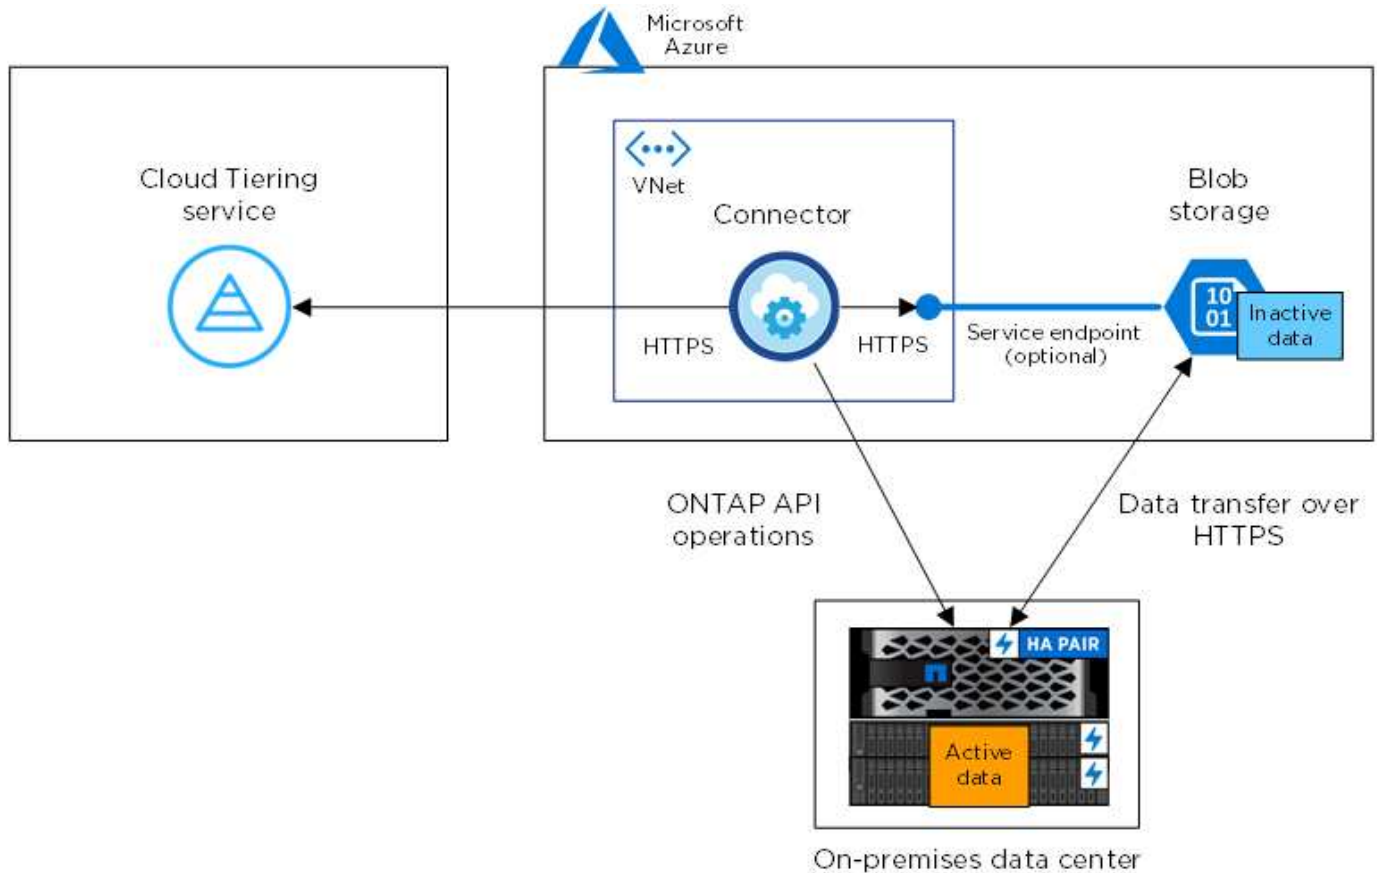 Microsoft
Azure
Cloud Tiering
service
VNet
Connector
Blob
storage
10
01
Inactive
data
HTTPS
HTTPS
Service endpoint
(optional)
ONTAP API
operations
Data transfer over
HTTPS
HA PAIR
Active
data
On-premises data center